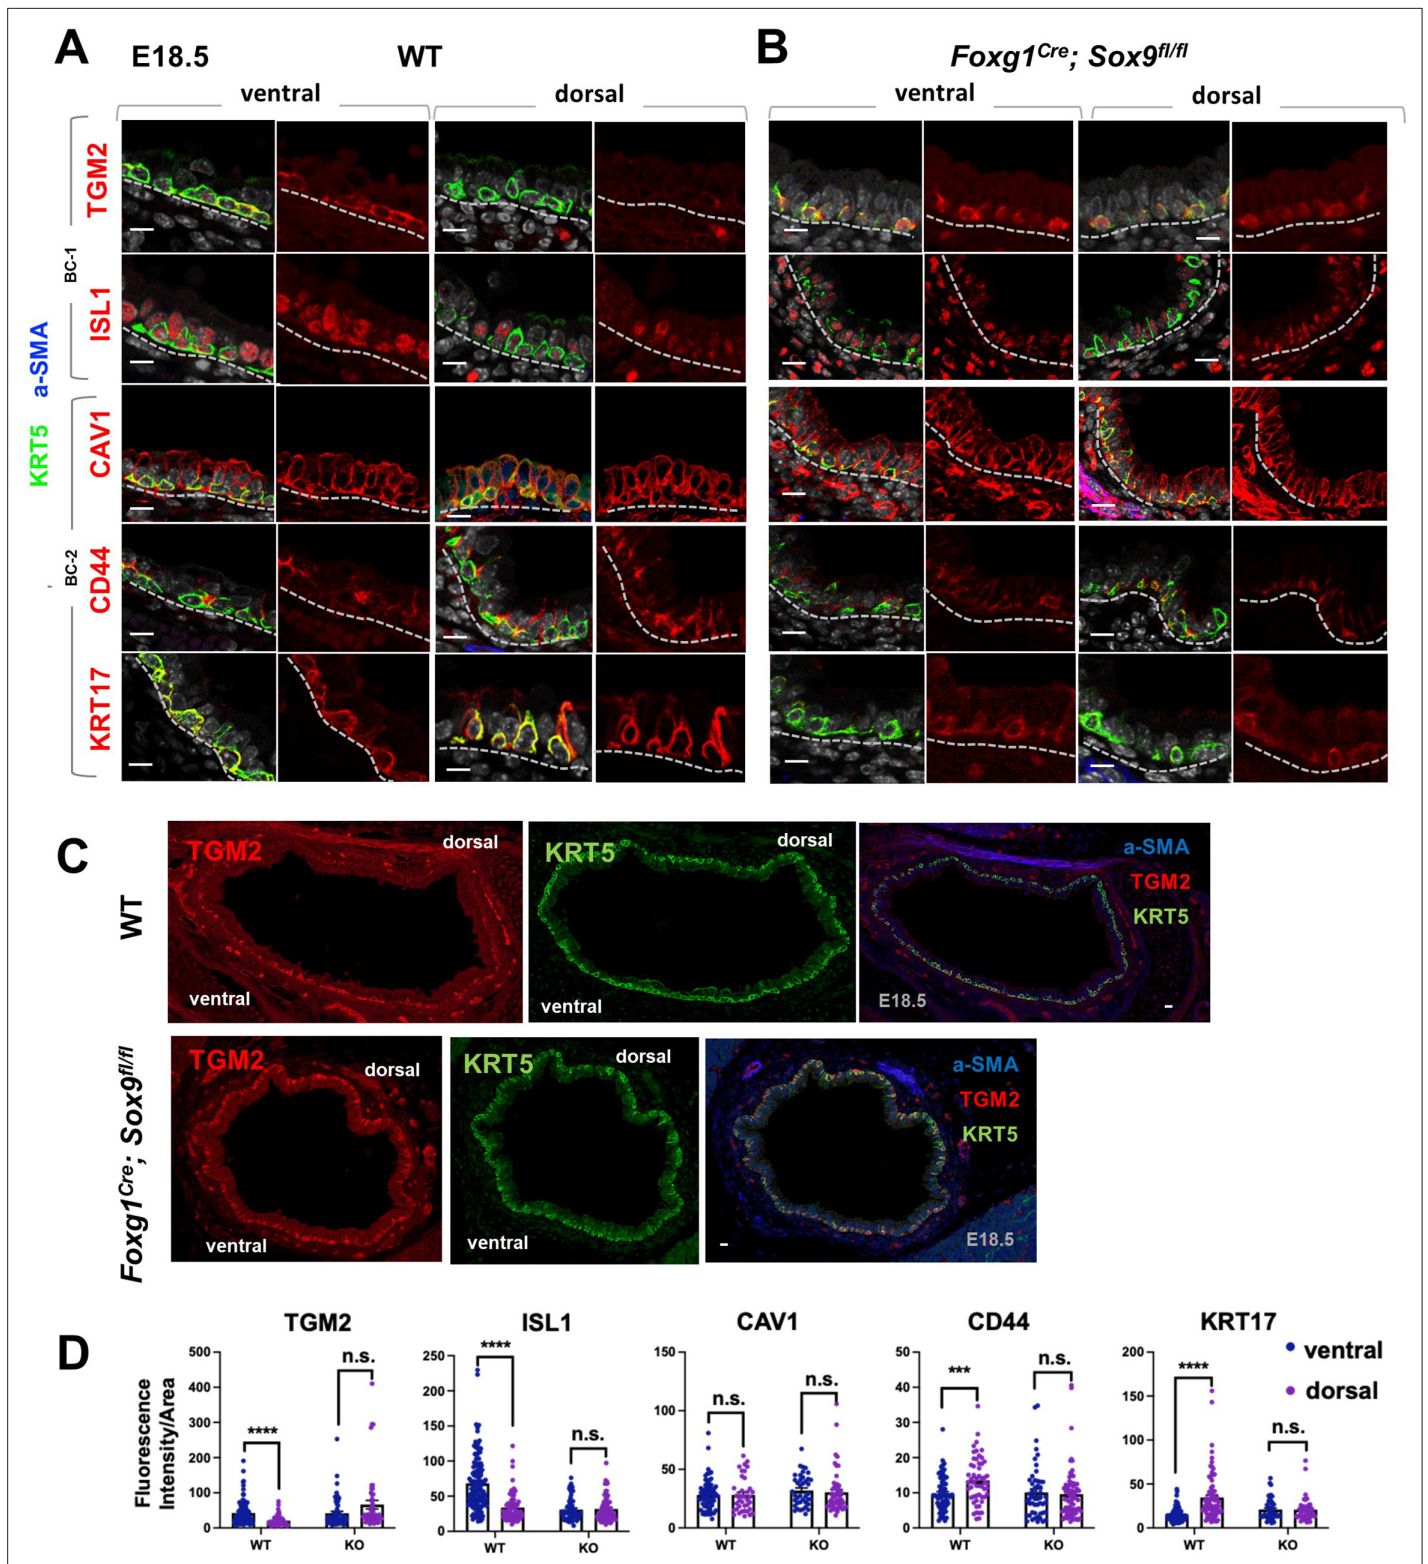 A E18.5 WT
ventral dorsal
B Foxg1Cre; Sox9fl/fl
ventral dorsal
KRT5 a-SMA
BC-1
TGM2
ISL1
BC-2
CAV1
CD44
KRT17
C
WT
TGM2 dorsal
ventral
KRT5 dorsal
ventral
a-SMA
TGM2
KRT5
E18.5
Foxg1Cre; Sox9fl/fl
TGM2
dorsal
ventral
KRT5 dorsal
ventral
a-SMA
TGM2
KRT5
E18.5
D
Fluorescence
Intensity/Area
TGM2
500
400
300
200
100
0
****
n.s.
WT KO
ISL1
250
200
150
100
50
0
****
n.s.
WT KO
CAV1
150
100
50
0
n.s.
n.s.
WT KO
CD44
50
40
30
20
10
0
***
n.s.
WT KO
KRT17
200
150
100
50
0
****
n.s.
WT KO
ventral
dorsal